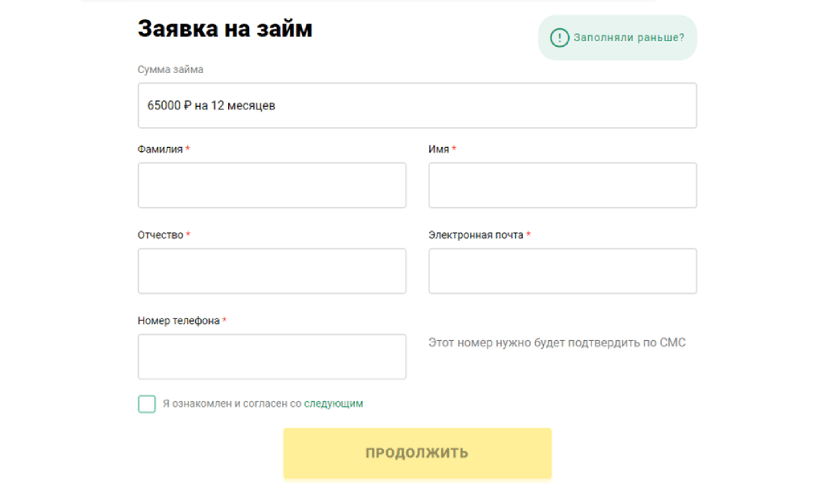 Заявка на займ
Заполняли раньше?
Сумма займа
65000 ₽ на 12 месяцев
Фамилия *
Имя *
Отчество *
Электронная почта *
Номер телефона *
Этот номер нужно будет подтвердить по СМС
Я ознакомлен и согласен со следующим
ПРОДОЛЖИТЬ